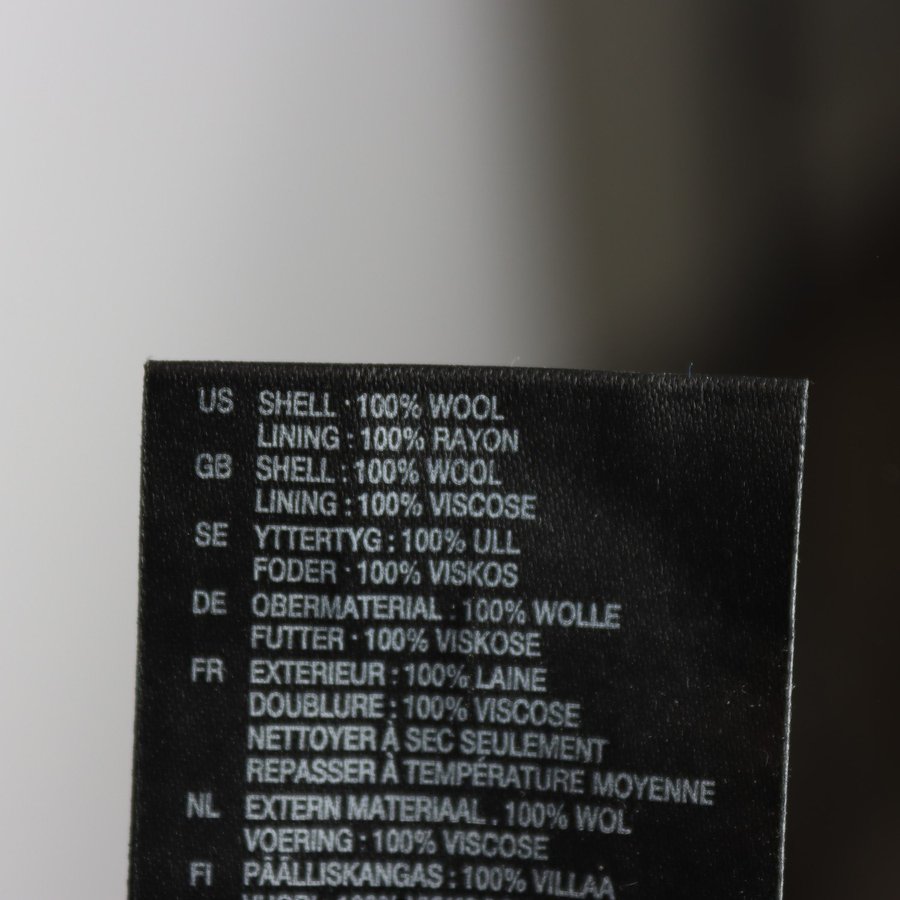 US SHELL : 100% WOOL
LINING : 100% RAYON
GB SHELL : 100% WOOL
LINING : 100% VISCOSE
SE YTTERTYG : 100% ULL
FODER : 100% VISKOS
DE OBERMATERIAL : 100% WOLLE
FUTTER : 100% VISKOSE
FR EXTERIEUR : 100% LAINE
DOUBLURE : 100% VISCOSE
NETTOYER À SEC SEULEMENT
REPASSER À TEMPÉRATURE MOYENNE
NL EXTERN MATERIAAL : 100% WOL
VOERING : 100% VISCOSE
FI PÄÄLLISKANGAS : 100% VILLAA